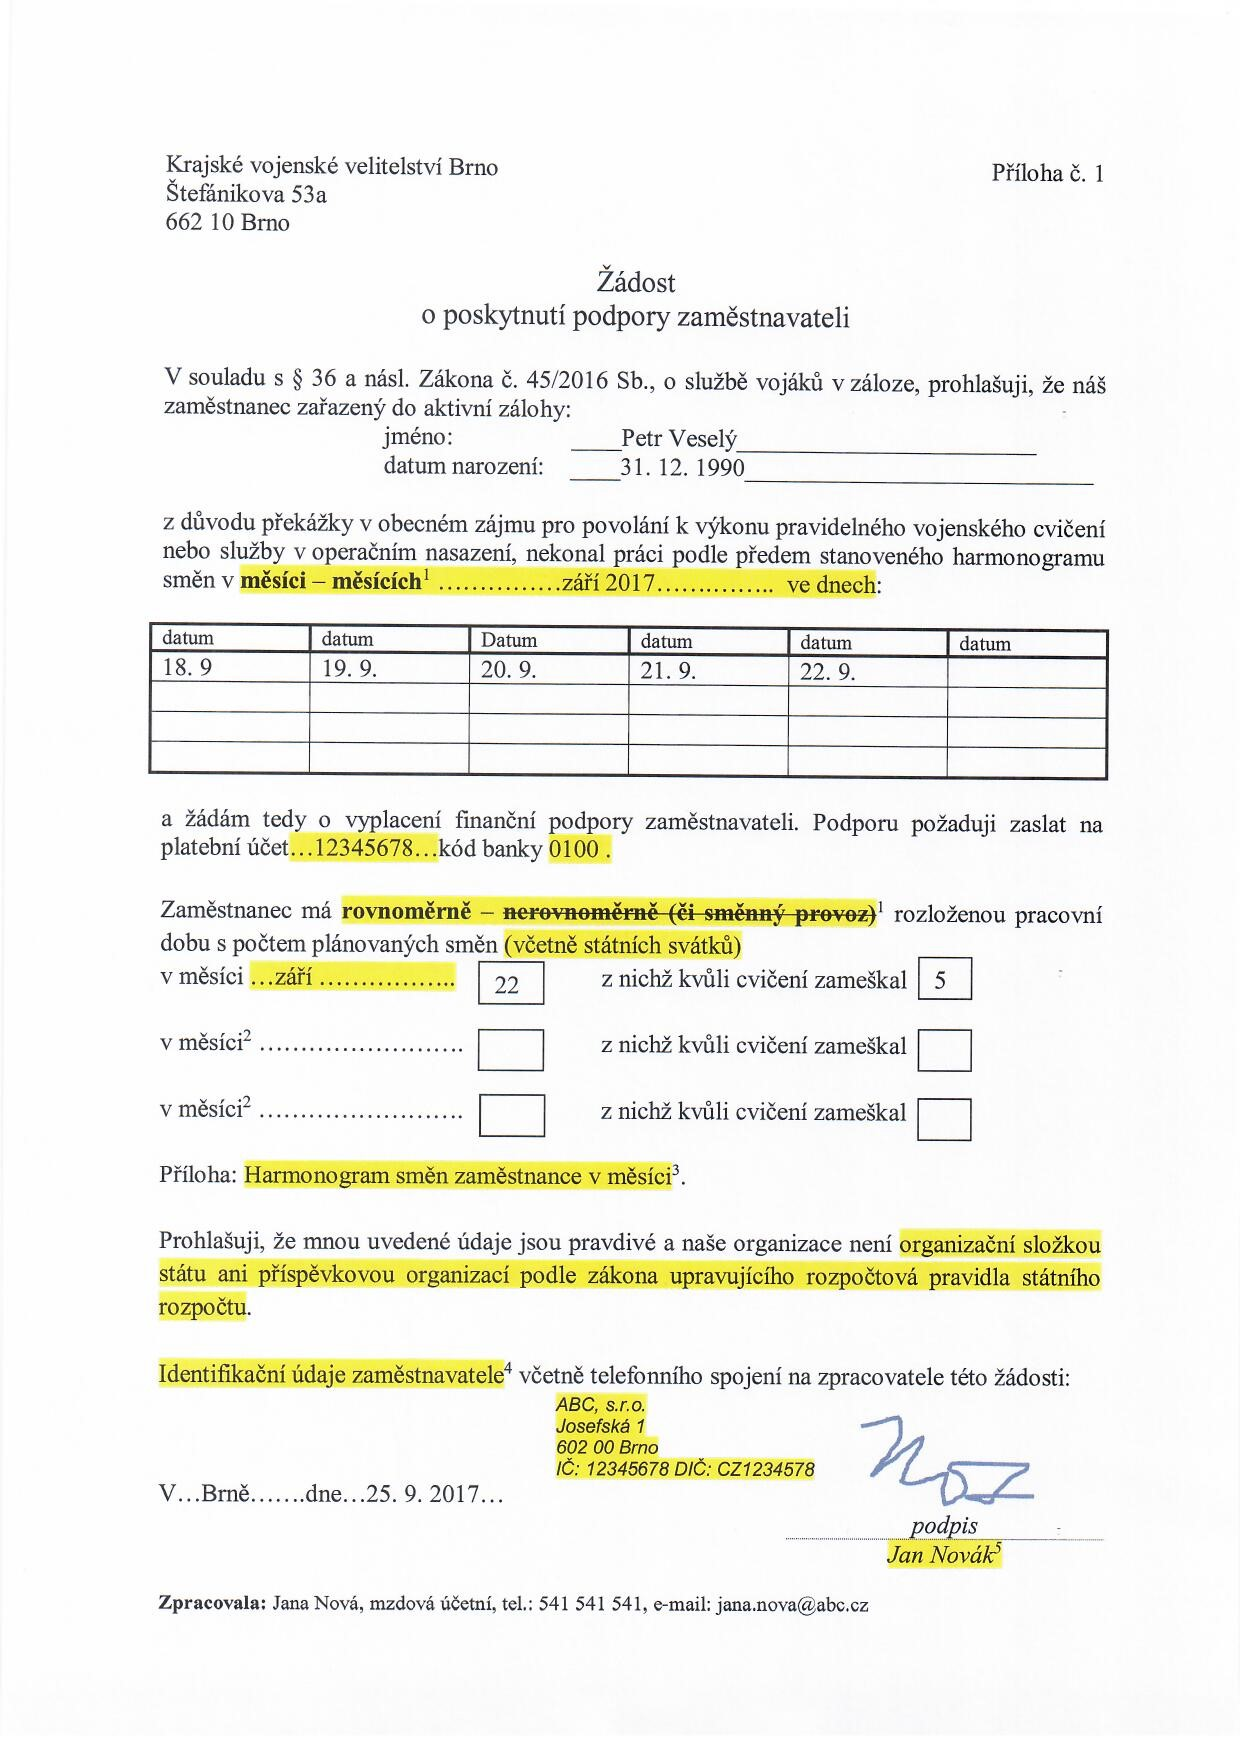 Krajské vojenské velitelství Brno
Příloha č. 1
Štefánikova 53a
662 10 Brno
Žádost
o poskytnutí podpory zaměstnavateli
V souladu s § 36 a násl. Zákona č. 45/2016 Sb., o službě vojáků v záloze, prohlašuji, že náš
zaměstnanec zařazený do aktivní zálohy:
jméno: ____Petr Veselý________________________
datum narození: ____31. 12. 1990____________________________
z důvodu překážky v obecném zájmu pro povolání k výkonu pravidelného vojenského cvičení
nebo služby v operačním nasazení, nekonal práci podle předem stanoveného harmonogramu
směn v měsíci – měsících¹ ……………září 2017………….. ve dnech:
datum datum Datum datum datum datum
18. 9 19. 9. 20. 9. 21. 9. 22. 9.
a žádám tedy o vyplacení finanční podpory zaměstnavateli. Podporu požaduji zaslat na
platební účet…12345678…kód banky 0100 .
Zaměstnanec má rovnoměrně – nerovnoměrně (či směnný provoz)¹ rozloženou pracovní
dobu s počtem plánovaných směn (včetně státních svátků)
v měsíci …září …………….. 22 z nichž kvůli cvičení zameškal 5
v měsíci² ……………………. z nichž kvůli cvičení zameškal
v měsíci² ……………………. z nichž kvůli cvičení zameškal
Příloha: Harmonogram směn zaměstnance v měsíci³.
Prohlašuji, že mnou uvedené údaje jsou pravdivé a naše organizace není organizační složkou
státu ani příspěvkovou organizací podle zákona upravujícího rozpočtová pravidla státního
rozpočtu.
Identifikační údaje zaměstnavatele⁴ včetně telefonního spojení na zpracovatele této žádosti:
ABC, s.r.o.
Josefská 1
602 00 Brno
IČ: 12345678 DIČ: CZ1234578
V…Brně…….dne…25. 9. 2017…
podpis
Jan Novák⁵
Zpracovala: Jana Nová, mzdová účetní, tel.: 541 541 541, e-mail: jana.nova@abc.cz